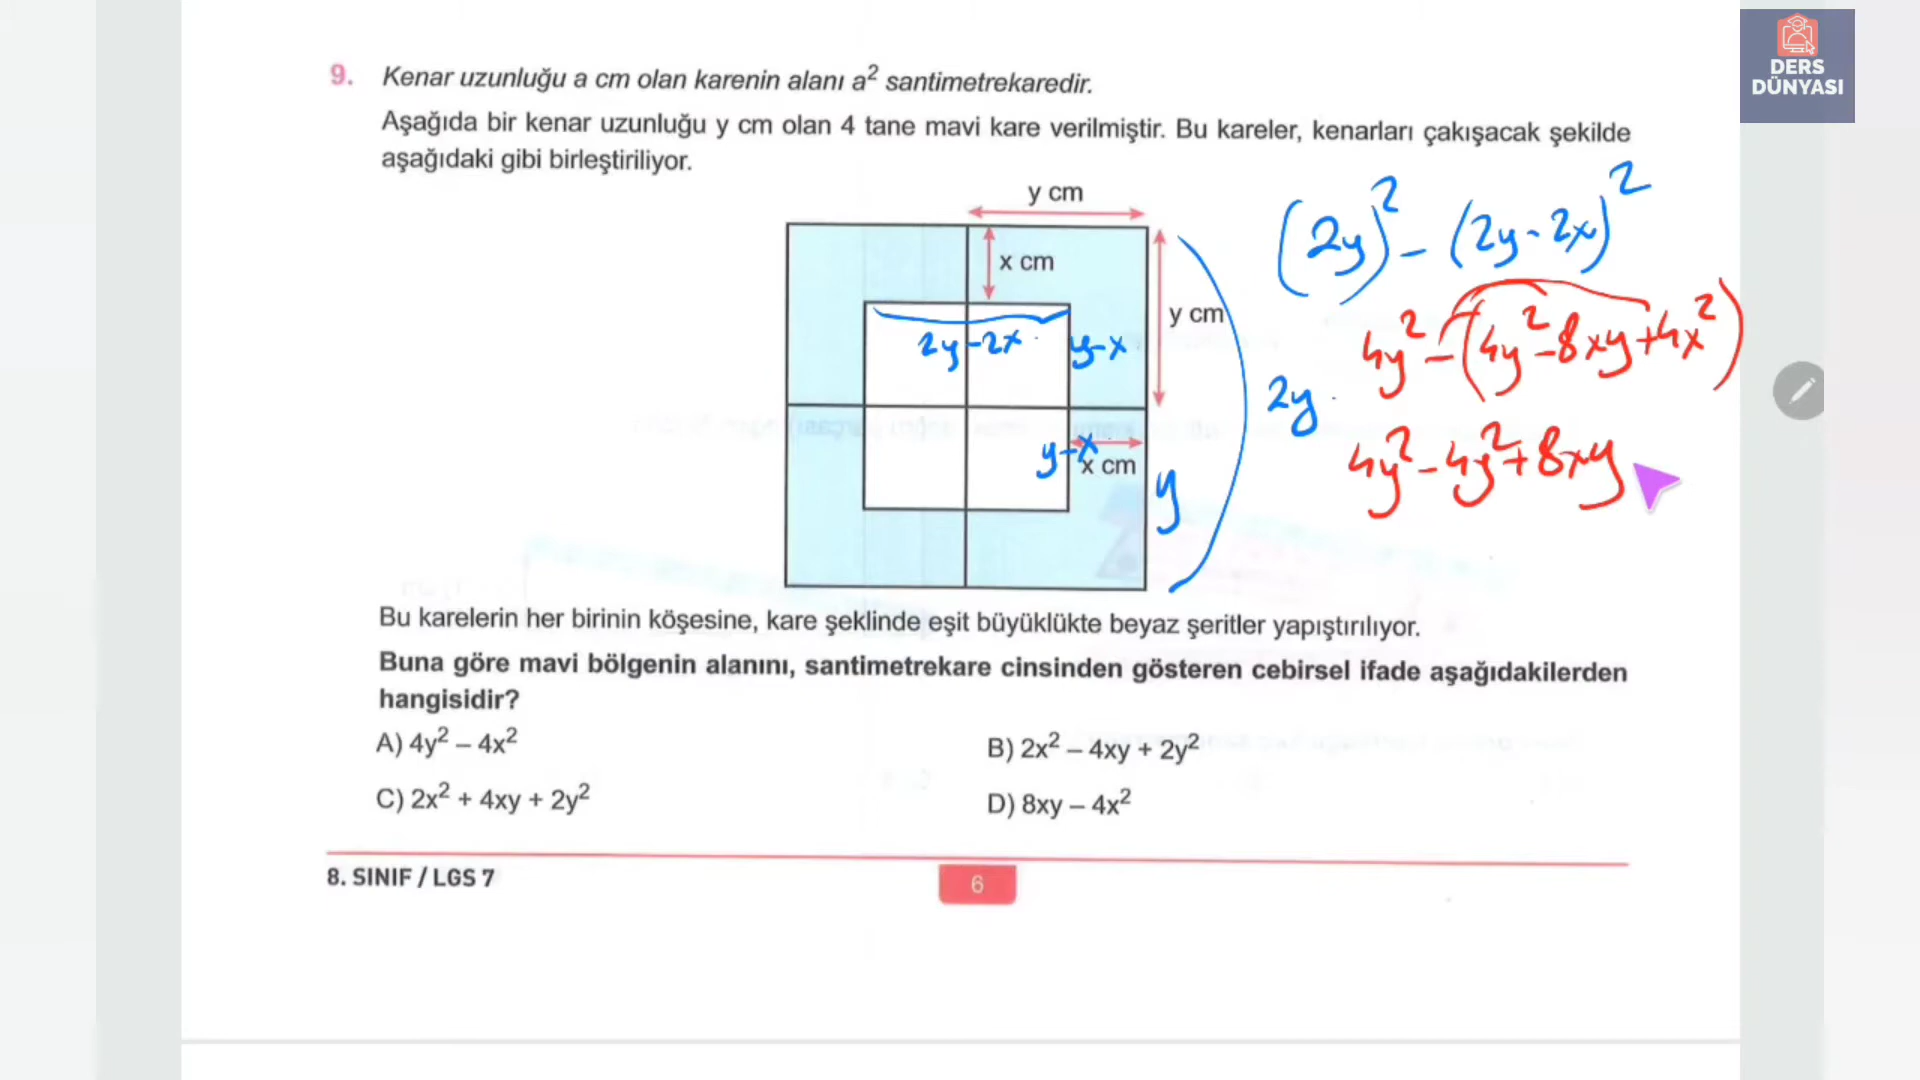 DERS
DÜNYASI
9. Kenar uzunluğu a cm olan karenin alanı a² santimetrekaredir.
Aşağıda bir kenar uzunluğu y cm olan 4 tane mavi kare verilmiştir. Bu kareler, kenarları çakışacak şekilde
aşağıdaki gibi birleştiriliyor.
y cm
x cm
y cm
2y-2x
y-x
y-x
x cm
y
2y
(2y)² - (2y-2x)²
4y² - (4y² - 8xy + 4x²)
4y² - 4y² + 8xy
Bu karelerin her birinin köşesine, kare şeklinde eşit büyüklükte beyaz şeritler yapıştırılıyor.
Buna göre mavi bölgenin alanını, santimetrekare cinsinden gösteren cebirsel ifade aşağıdakilerden
hangisidir?
A) 4y² – 4x²
B) 2x² – 4xy + 2y²
C) 2x² + 4xy + 2y²
D) 8xy – 4x²
8. SINIF / LGS 7
6